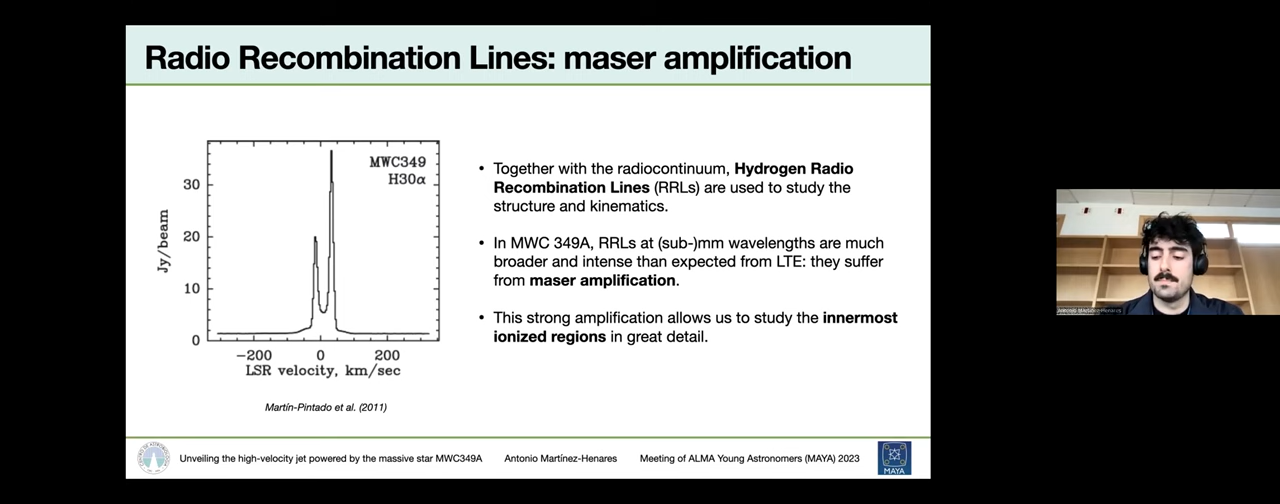 Radio Recombination Lines: maser amplification
MWC349
H30α
30
20
10
0
Jy/beam
−200
0
200
LSR velocity, km/sec
Martín-Pintado et al. (2011)
• Together with the radiocontinuum, Hydrogen Radio
Recombination Lines (RRLs) are used to study the
structure and kinematics.
• In MWC 349A, RRLs at (sub-)mm wavelengths are much
broader and intense than expected from LTE: they suffer
from maser amplification.
• This strong amplification allows us to study the innermost
ionized regions in great detail.
Unveiling the high-velocity jet powered by the massive star MWC349A
Antonio Martínez-Henares
Meeting of ALMA Young Astronomers (MAYA) 2023
MAYA
Antonio Martínez-Henares